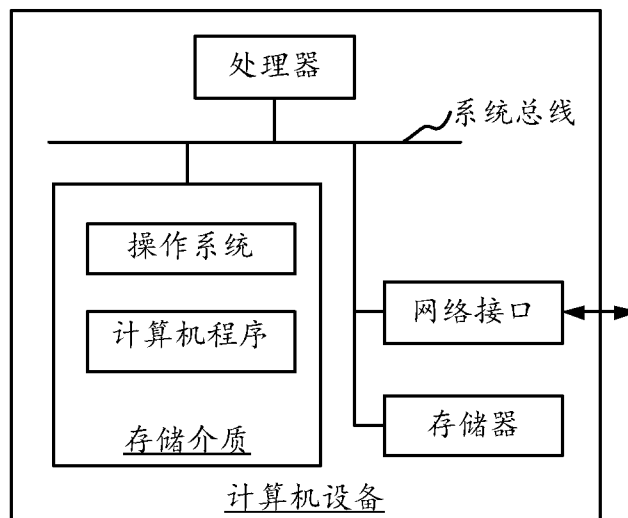 处理器
系统总线
操作系统
计算机程序
网络接口
存储器
存储介质
计算机设备